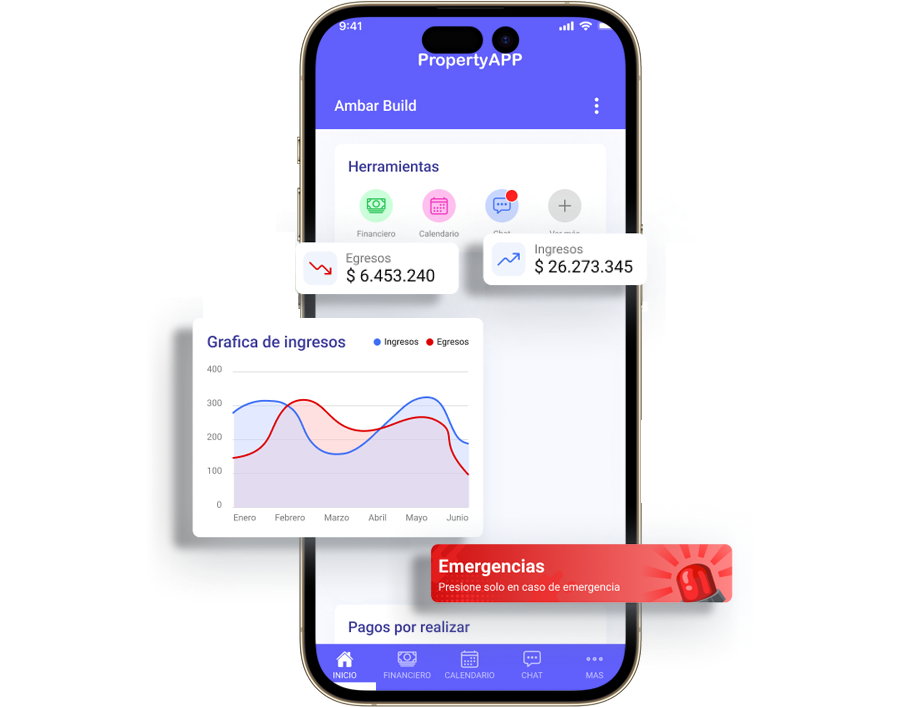 9:41
PropertyAPP
Ambar Build
Herramientas
Financiero
Calendario
Chat
Ver más
Egresos
$ 6.453.240
Ingresos
$ 26.273.345
Grafica de ingresos
Ingresos
Egresos
400
300
200
100
0
Enero Febrero Marzo Abril Mayo Junio
Emergencias
Presione solo en caso de emergencia
Pagos por realizar
INICIO FINANCIERO CALENDARIO CHAT MAS